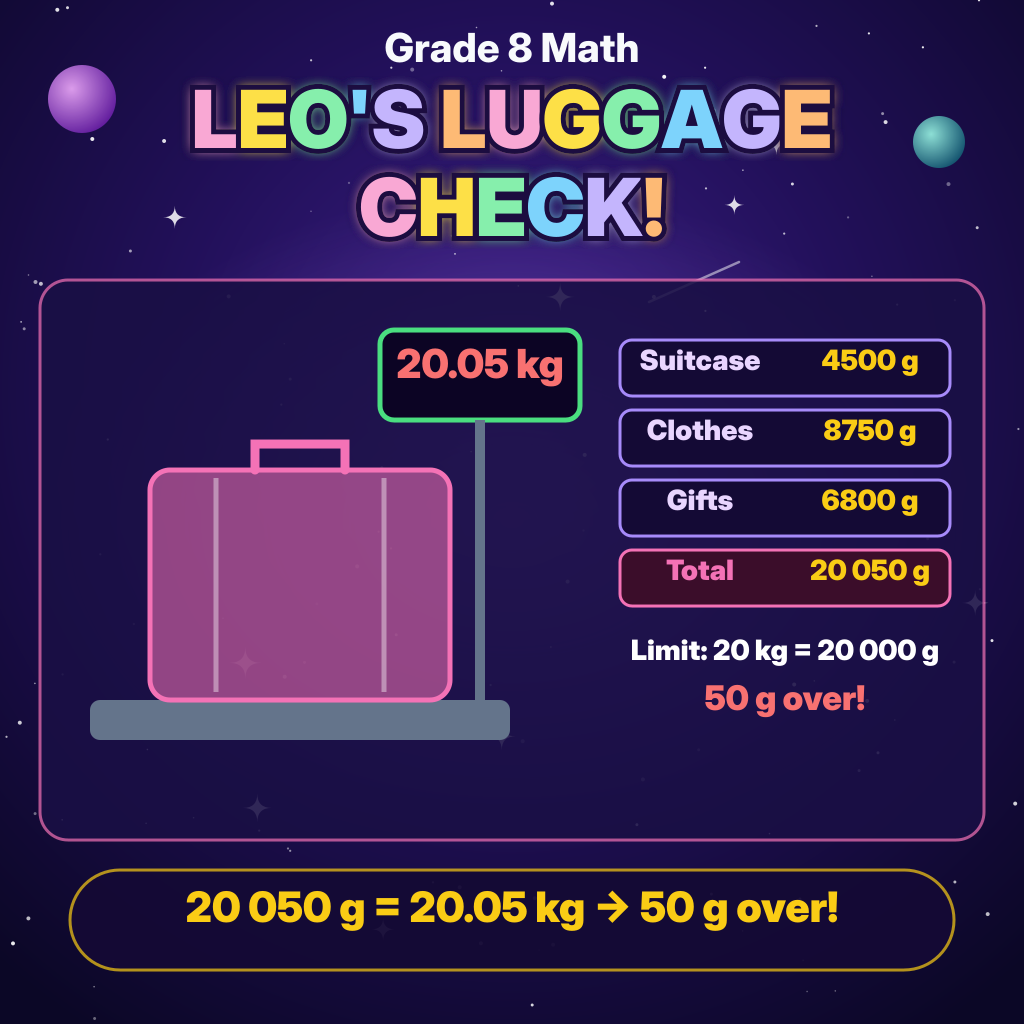 Grade 8 Math
LEO'S LUGGAGE
CHECK!
20.05 kg
Suitcase 4500 g
Clothes 8750 g
Gifts 6800 g
Total 20 050 g
Limit: 20 kg = 20 000 g
50 g over!
20 050 g = 20.05 kg → 50 g over!